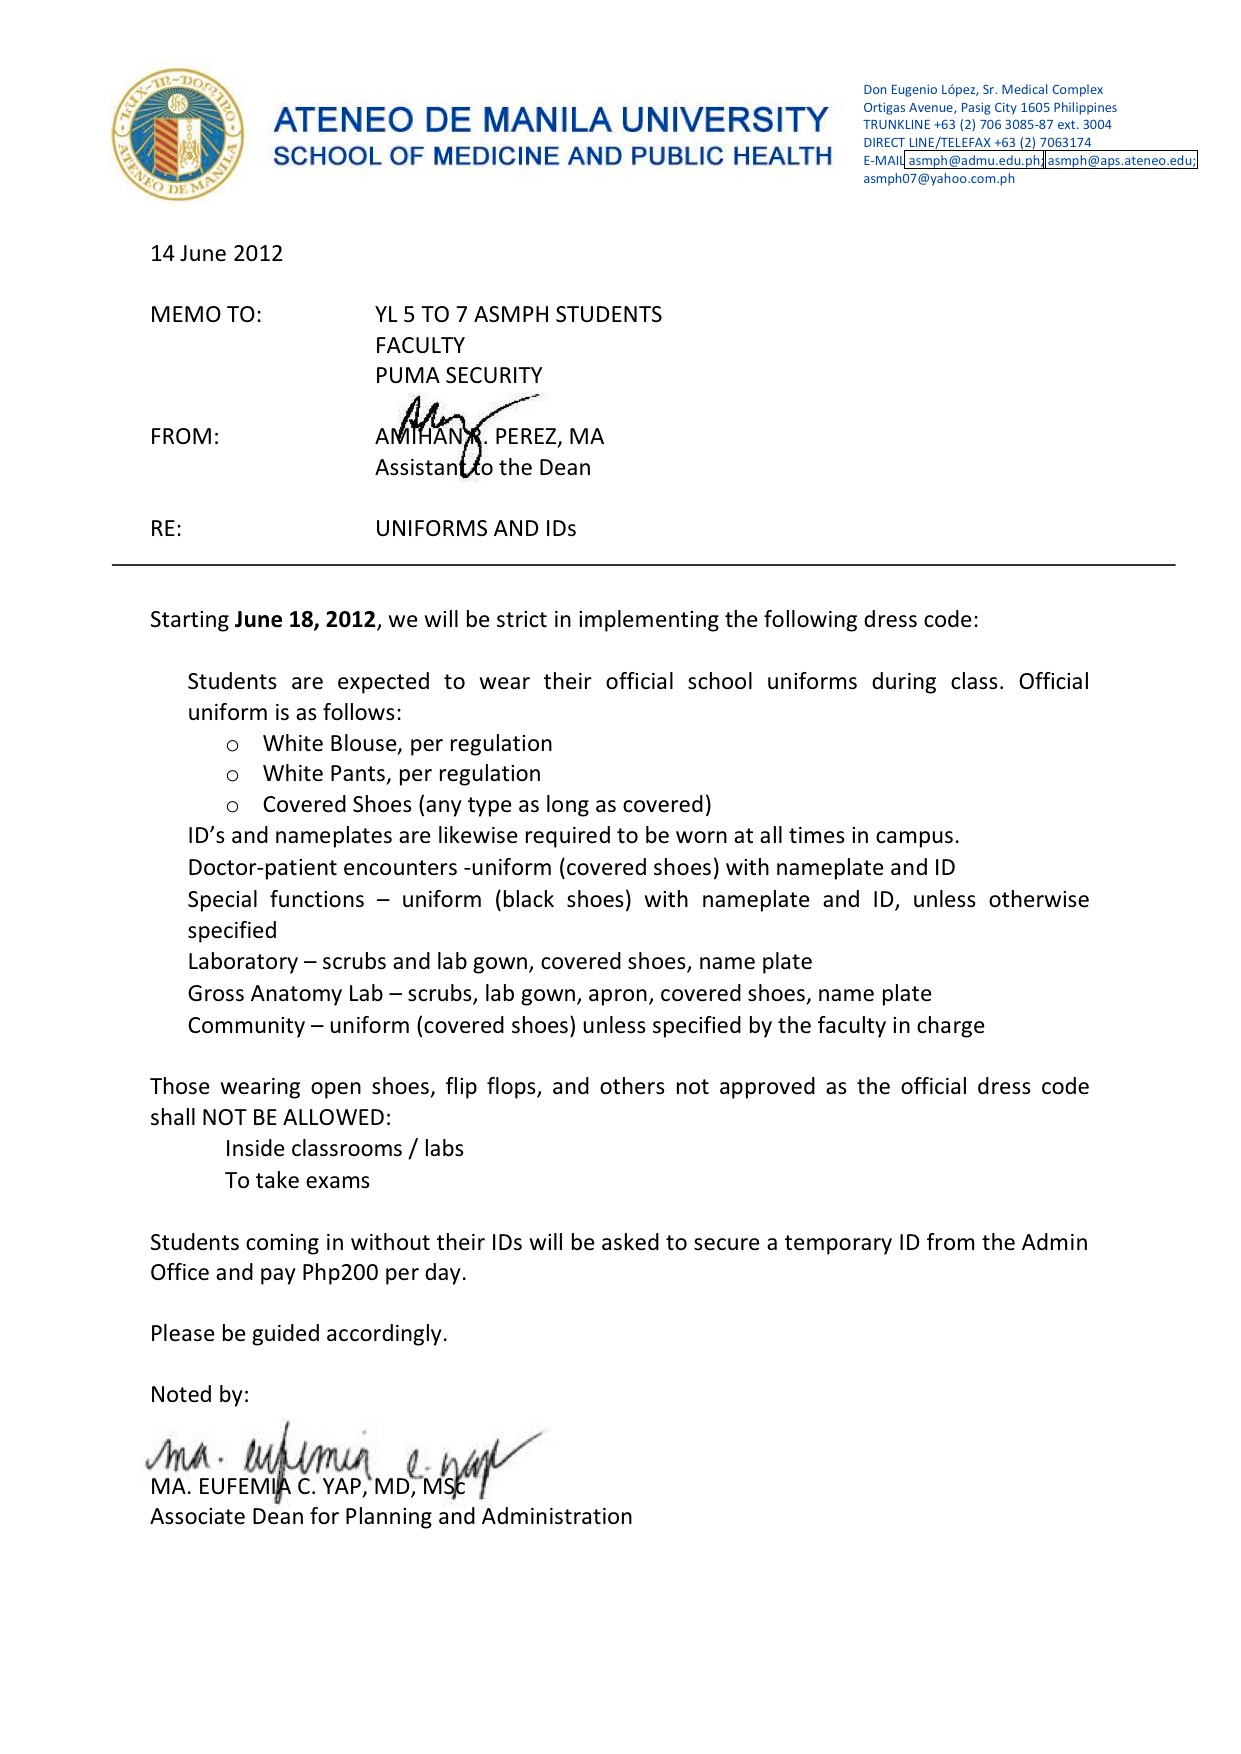 LUX-IN-DOMINO
ihs
ATENEO DE MANILA
ATENEO DE MANILA UNIVERSITY
SCHOOL OF MEDICINE AND PUBLIC HEALTH
Don Eugenio López, Sr. Medical Complex
Ortigas Avenue, Pasig City 1605 Philippines
TRUNKLINE +63 (2) 706 3085-87 ext. 3004
DIRECT LINE/TELEFAX +63 (2) 7063174
E-MAIL asmph@admu.edu.ph; asmph@aps.ateneo.edu;
asmph07@yahoo.com.ph
14 June 2012
MEMO TO: YL 5 TO 7 ASMPH STUDENTS
FACULTY
PUMA SECURITY
FROM: AMIHAN R. PEREZ, MA
Assistant to the Dean
RE: UNIFORMS AND IDs
Starting June 18, 2012, we will be strict in implementing the following dress code:
Students are expected to wear their official school uniforms during class. Official
uniform is as follows:
o White Blouse, per regulation
o White Pants, per regulation
o Covered Shoes (any type as long as covered)
ID’s and nameplates are likewise required to be worn at all times in campus.
Doctor-patient encounters -uniform (covered shoes) with nameplate and ID
Special functions – uniform (black shoes) with nameplate and ID, unless otherwise
specified
Laboratory – scrubs and lab gown, covered shoes, name plate
Gross Anatomy Lab – scrubs, lab gown, apron, covered shoes, name plate
Community – uniform (covered shoes) unless specified by the faculty in charge
Those wearing open shoes, flip flops, and others not approved as the official dress code
shall NOT BE ALLOWED:
Inside classrooms / labs
To take exams
Students coming in without their IDs will be asked to secure a temporary ID from the Admin
Office and pay Php200 per day.
Please be guided accordingly.
Noted by:
ma. eufemia c. yap
MA. EUFEMIA C. YAP, MD, MSc
Associate Dean for Planning and Administration